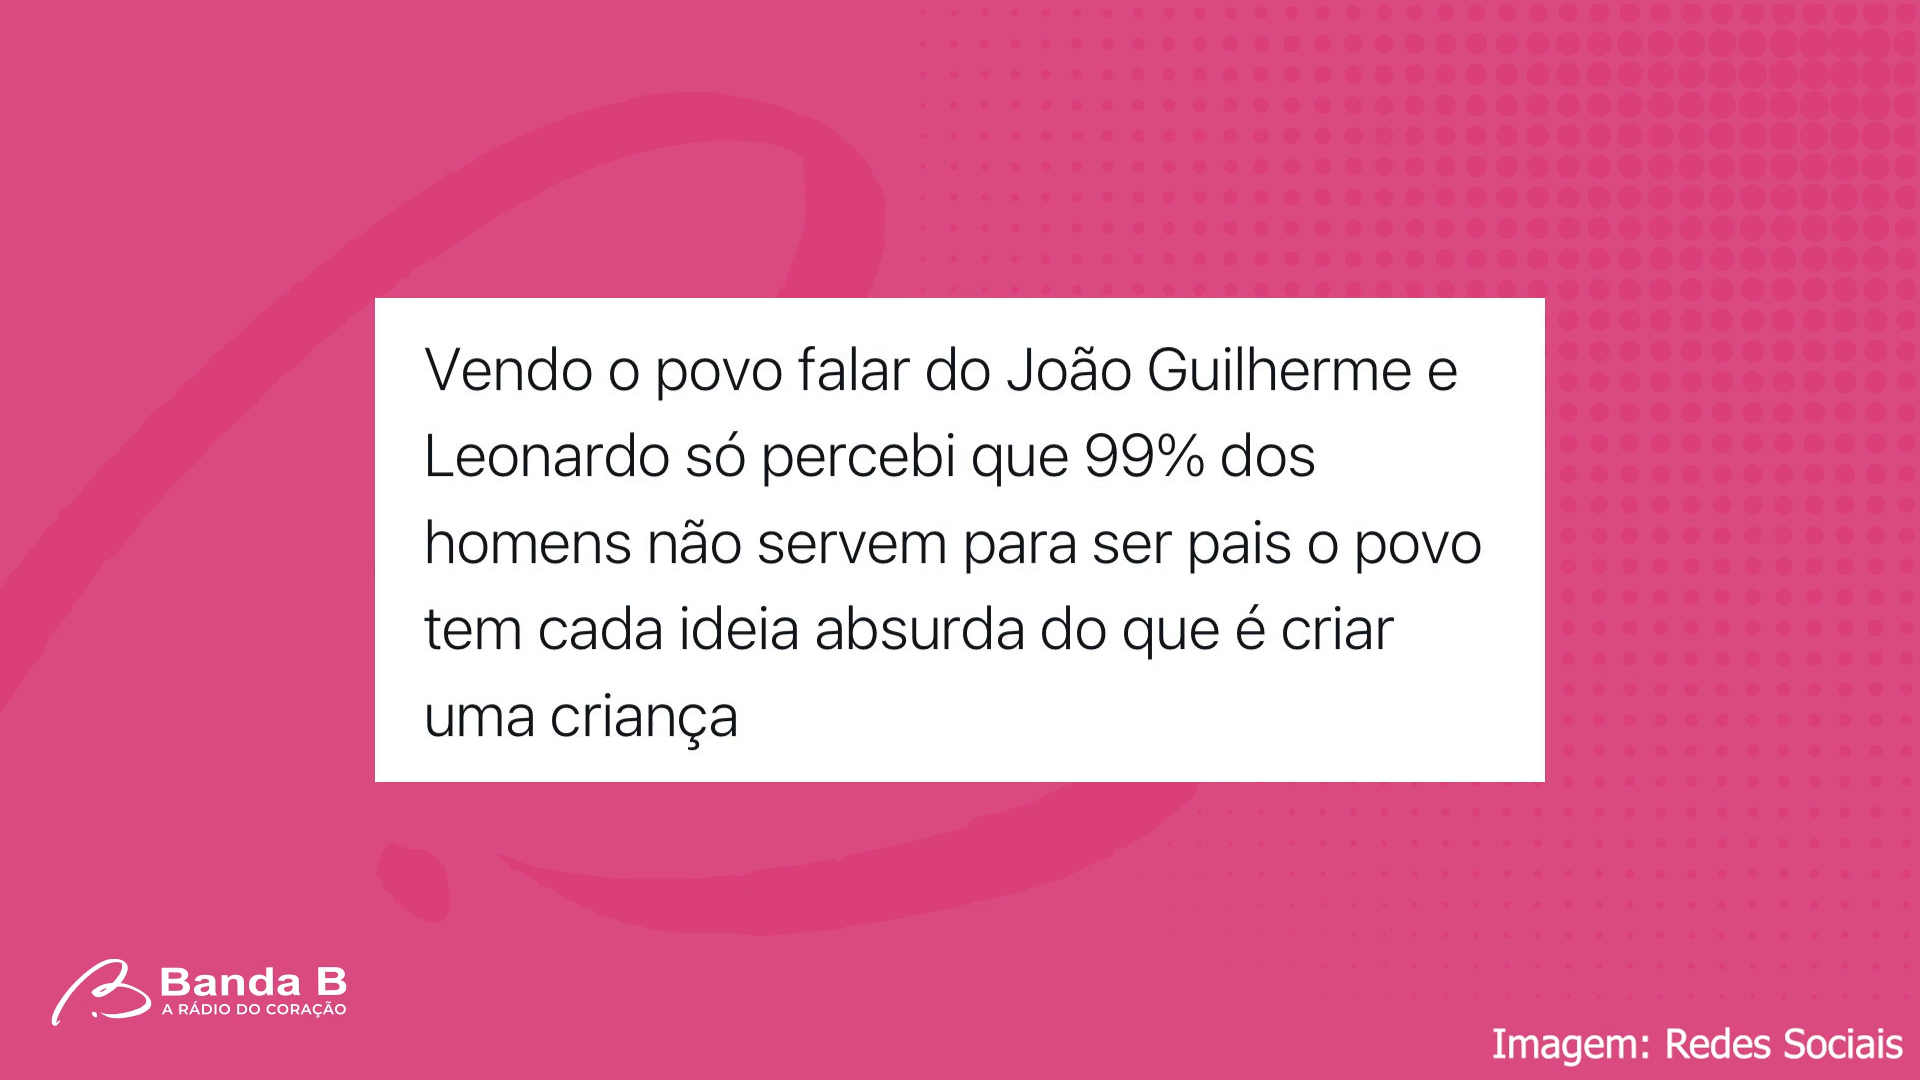 Vendo o povo falar do João Guilherme e
Leonardo só percebi que 99% dos
homens não servem para ser pais o povo
tem cada ideia absurda do que é criar
uma criança
Banda B
A RÁDIO DO CORAÇÃO
Imagem: Redes Sociais